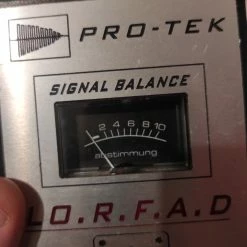 PRO-TEK
SIGNAL BALANCE
2 4 6 8 10
abstimmung
L.O.R.F.A.D